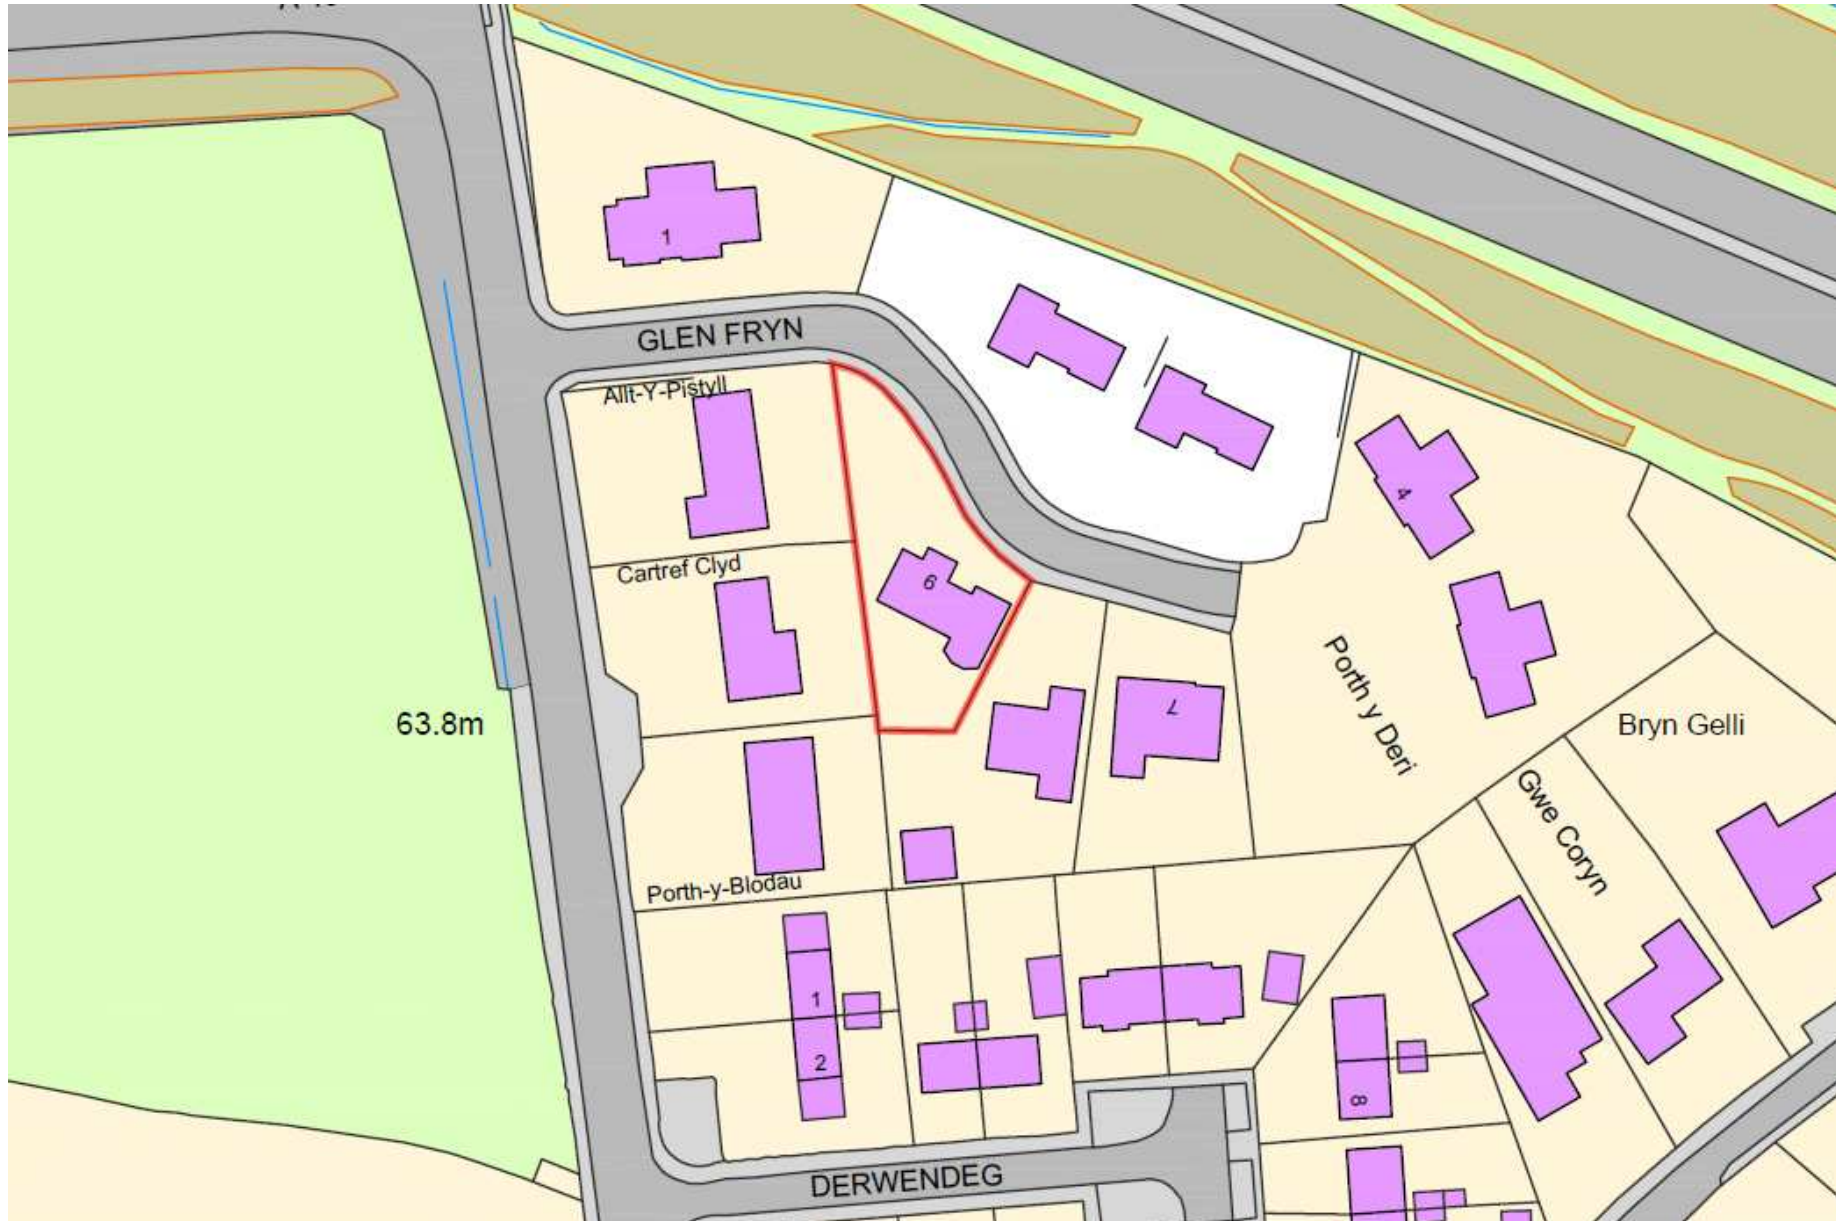 GLEN FRYN
1
Allt-Y-Pistyll
Cartref Clyd
9
4
7
63.8m
Porth y Deri
Bryn Gelli
Gwe Coryn
Porth-y-Blodau
1
2
8
DERWENDEG